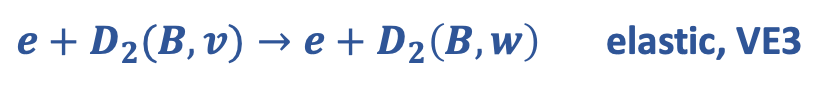 e + D₂(B, v) → e + D₂(B, w) elastic, VE3